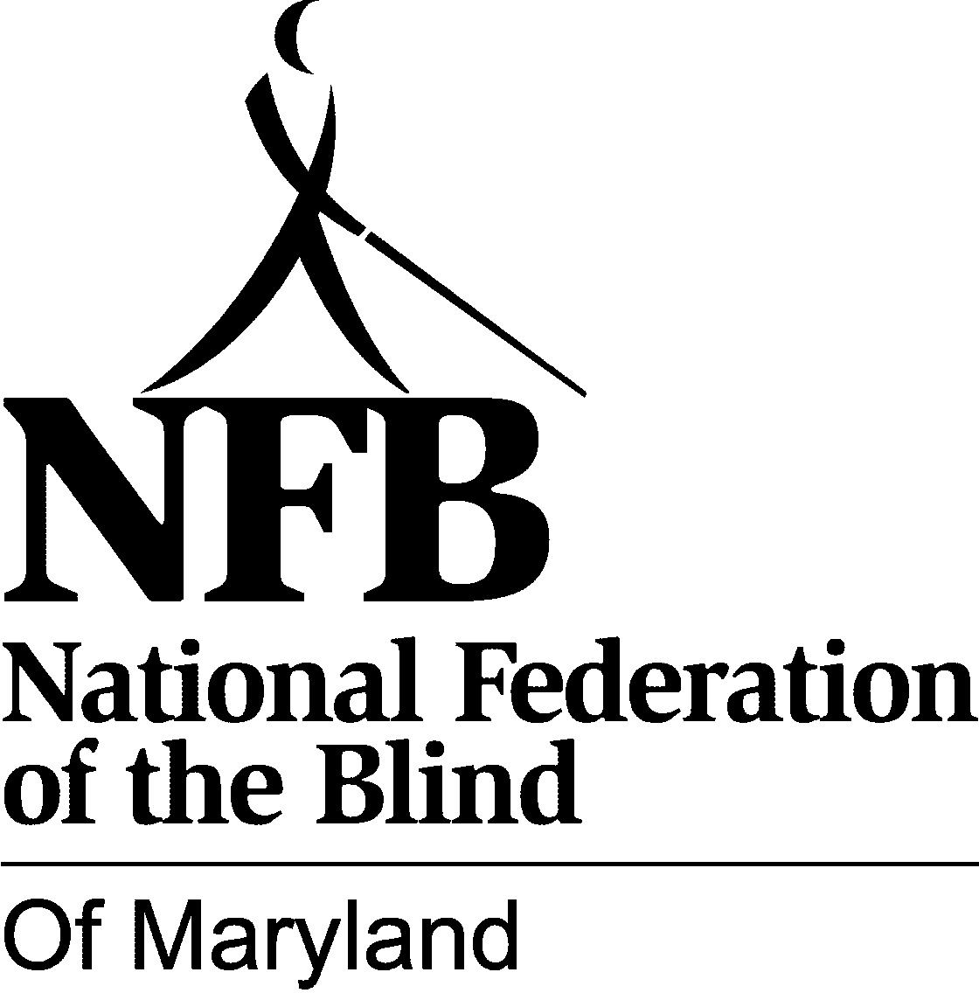 NFB
National Federation
of the Blind
Of Maryland